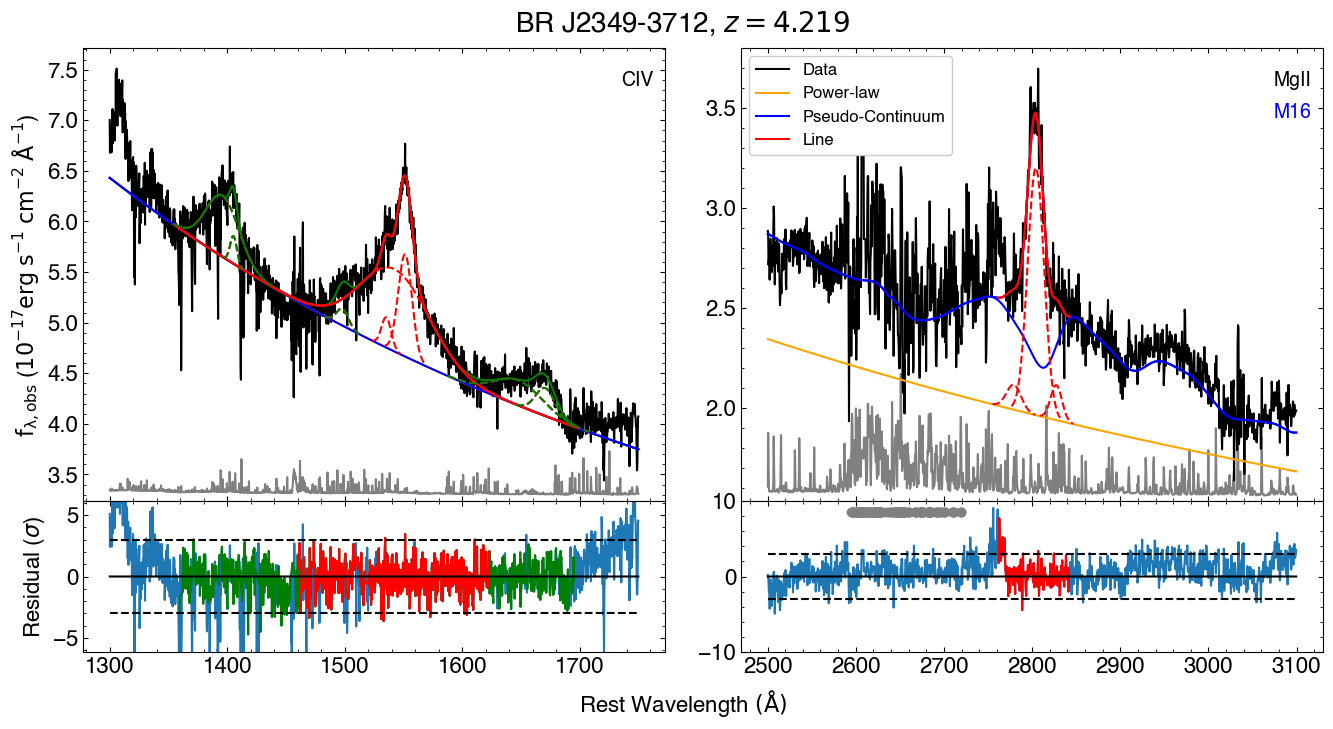 BR J2349-3712, z = 4.219
7.5
7.0
6.5
6.0
5.5
5.0
4.5
4.0
3.5
f_λ,obs (10⁻¹⁷erg s⁻¹ cm⁻² Å⁻¹)
CIV
5
0
−5
Residual (σ)
1300 1400 1500 1600 1700
Data
Power-law
Pseudo-Continuum
Line
MgII
M16
3.5
3.0
2.5
2.0
10
0
−10
2500 2600 2700 2800 2900 3000 3100
Rest Wavelength (Å)